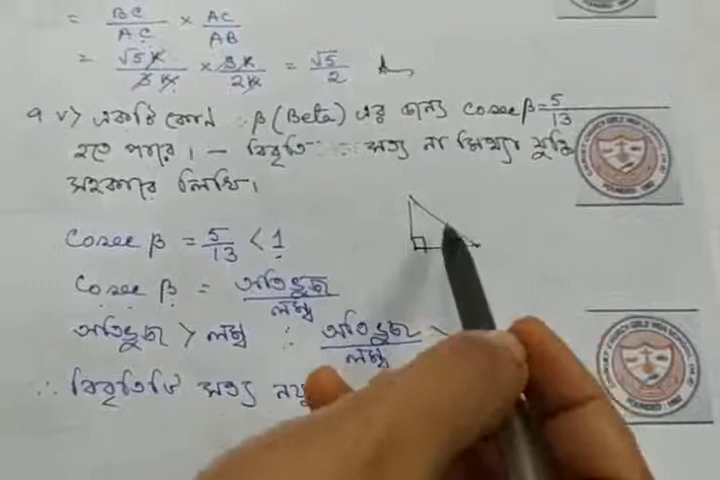 = BC/AC × AC/AB
= √5k/3k × 3k/2k = √5/2
9 v> একটি কোণ β (Beta) এর জন্য Cosec β = 5/13
হতে পারে। — বিবৃতি সত্য না মিথ্যা যুক্তি
সহকারে লিখি।
Cosec β = 5/13 < 1
Cosec β = অতিভুজ/লম্ব
অতিভুজ > লম্ব ∴ অতিভুজ/লম্ব >
∴ বিবৃতিটি সত্য নয়